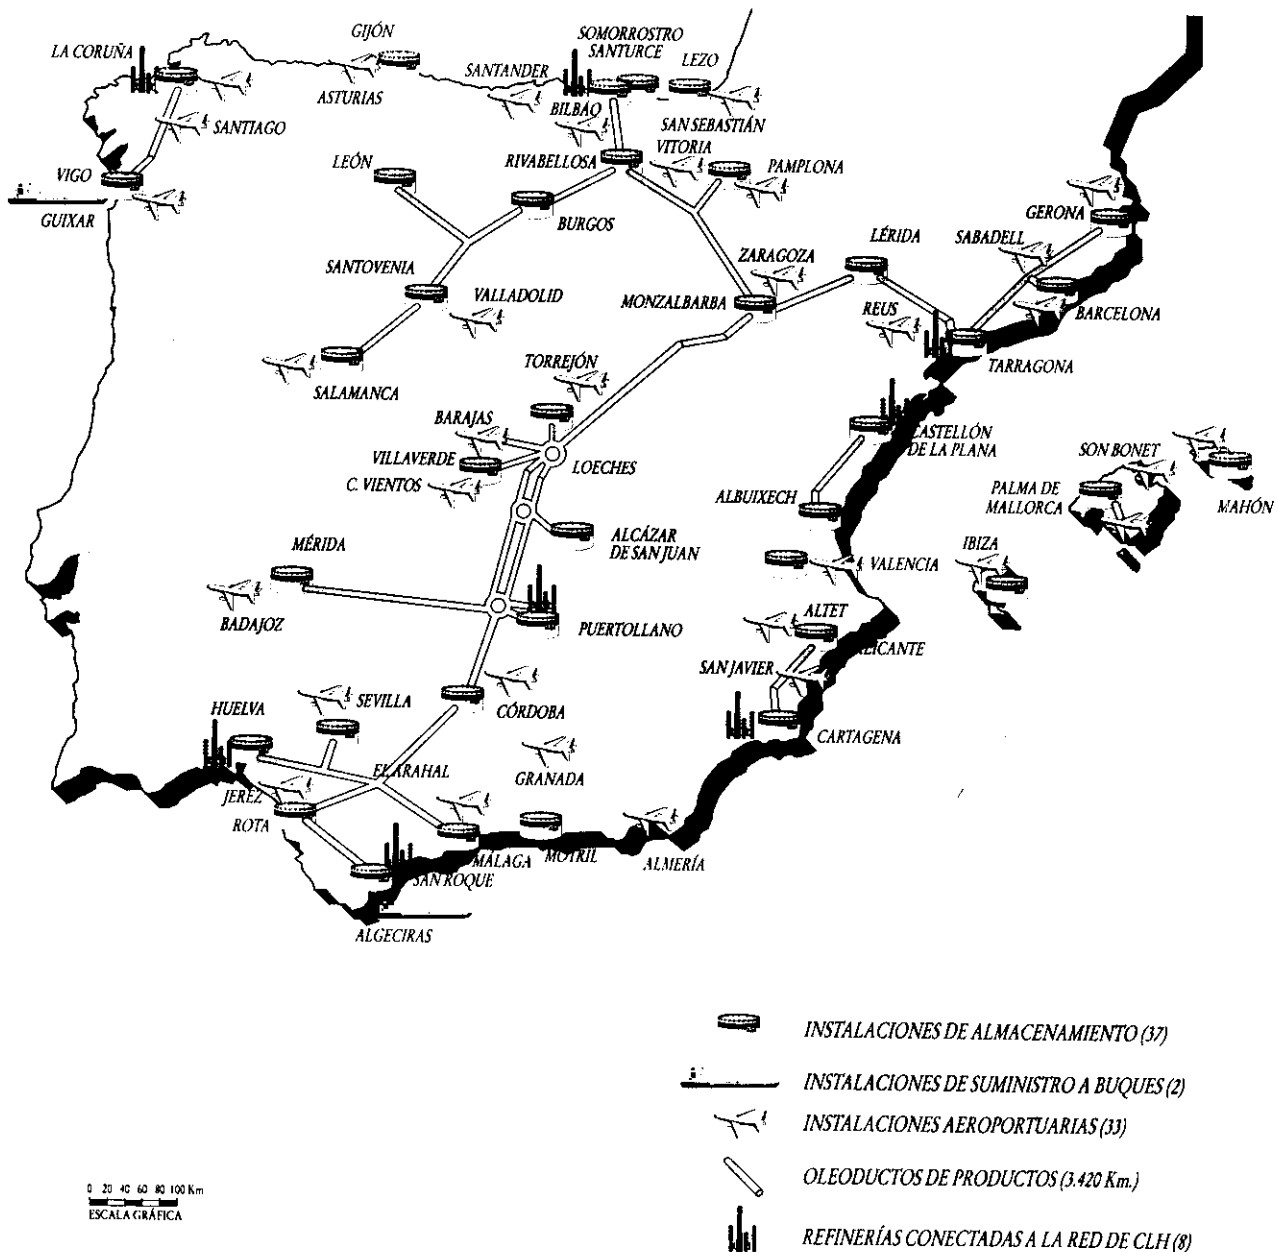 GIJÓN
SOMORROSTRO
SANTURCE
LA CORUÑA
LEZO
SANTANDER
ASTURIAS
BILBAO
SAN SEBASTIÁN
SANTIAGO
VITORIA
LEÓN
RIVABELLOSA
PAMPLONA
VIGO
GUIXAR
BURGOS
GERONA
LÉRIDA
SABADELL
ZARAGOZA
SANTOVENIA
VALLADOLID
MONZALBARBA
REUS
BARCELONA
TORREJÓN
TARRAGONA
SALAMANCA
BARAJAS
CASTELLÓN
DE LA PLANA
VILLAVERDE
LOECHES
C. VIENTOS
SON BONET
PALMA DE
MALLORCA
MAHÓN
ALBUIXECH
ALCÁZAR
DE SAN JUAN
MÉRIDA
IBIZA
VALENCIA
BADAJOZ
ALTET
PUERTOLLANO
ALICANTE
SAN JAVIER
SEVILLA
HUELVA
CÓRDOBA
CARTAGENA
EL ARAHAL
GRANADA
JEREZ
ROTA
MÁLAGA
MOTRIL
ALMERÍA
SAN ROQUE
ALGECIRAS
INSTALACIONES DE ALMACENAMIENTO (37)
INSTALACIONES DE SUMINISTRO A BUQUES (2)
INSTALACIONES AEROPORTUARIAS (33)
OLEODUCTOS DE PRODUCTOS (3.420 Km.)
REFINERÍAS CONECTADAS A LA RED DE CLH (8)
0 20 40 60 80 100 Km
ESCALA GRÁFICA